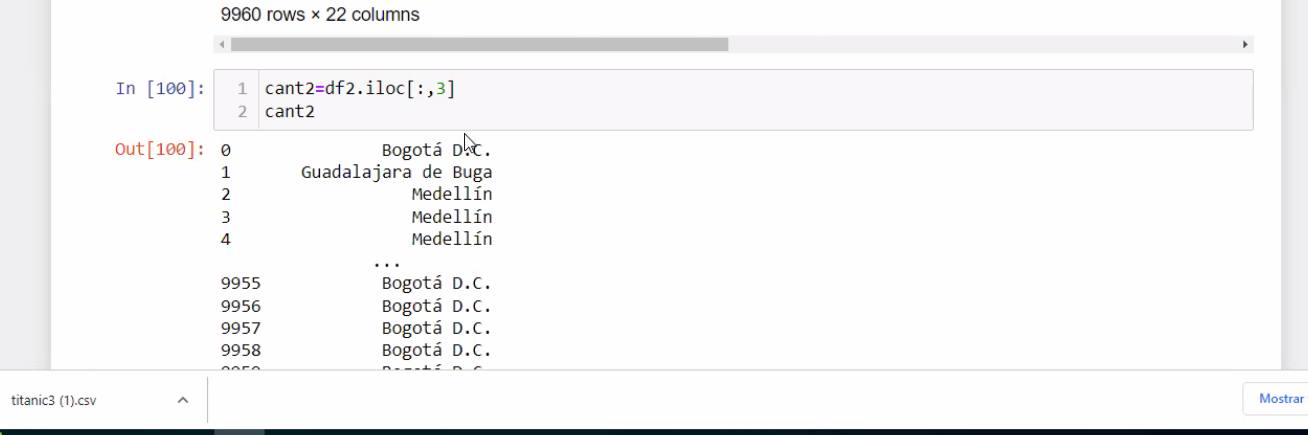 9960 rows × 22 columns
In [100]: 1 cant2=df2.iloc[:,3]
2 cant2
Out[100]: 0 Bogotá D.C.
1 Guadalajara de Buga
2 Medellín
3 Medellín
4 Medellín
...
9955 Bogotá D.C.
9956 Bogotá D.C.
9957 Bogotá D.C.
9958 Bogotá D.C.
titanic3 (1).csv
Mostrar